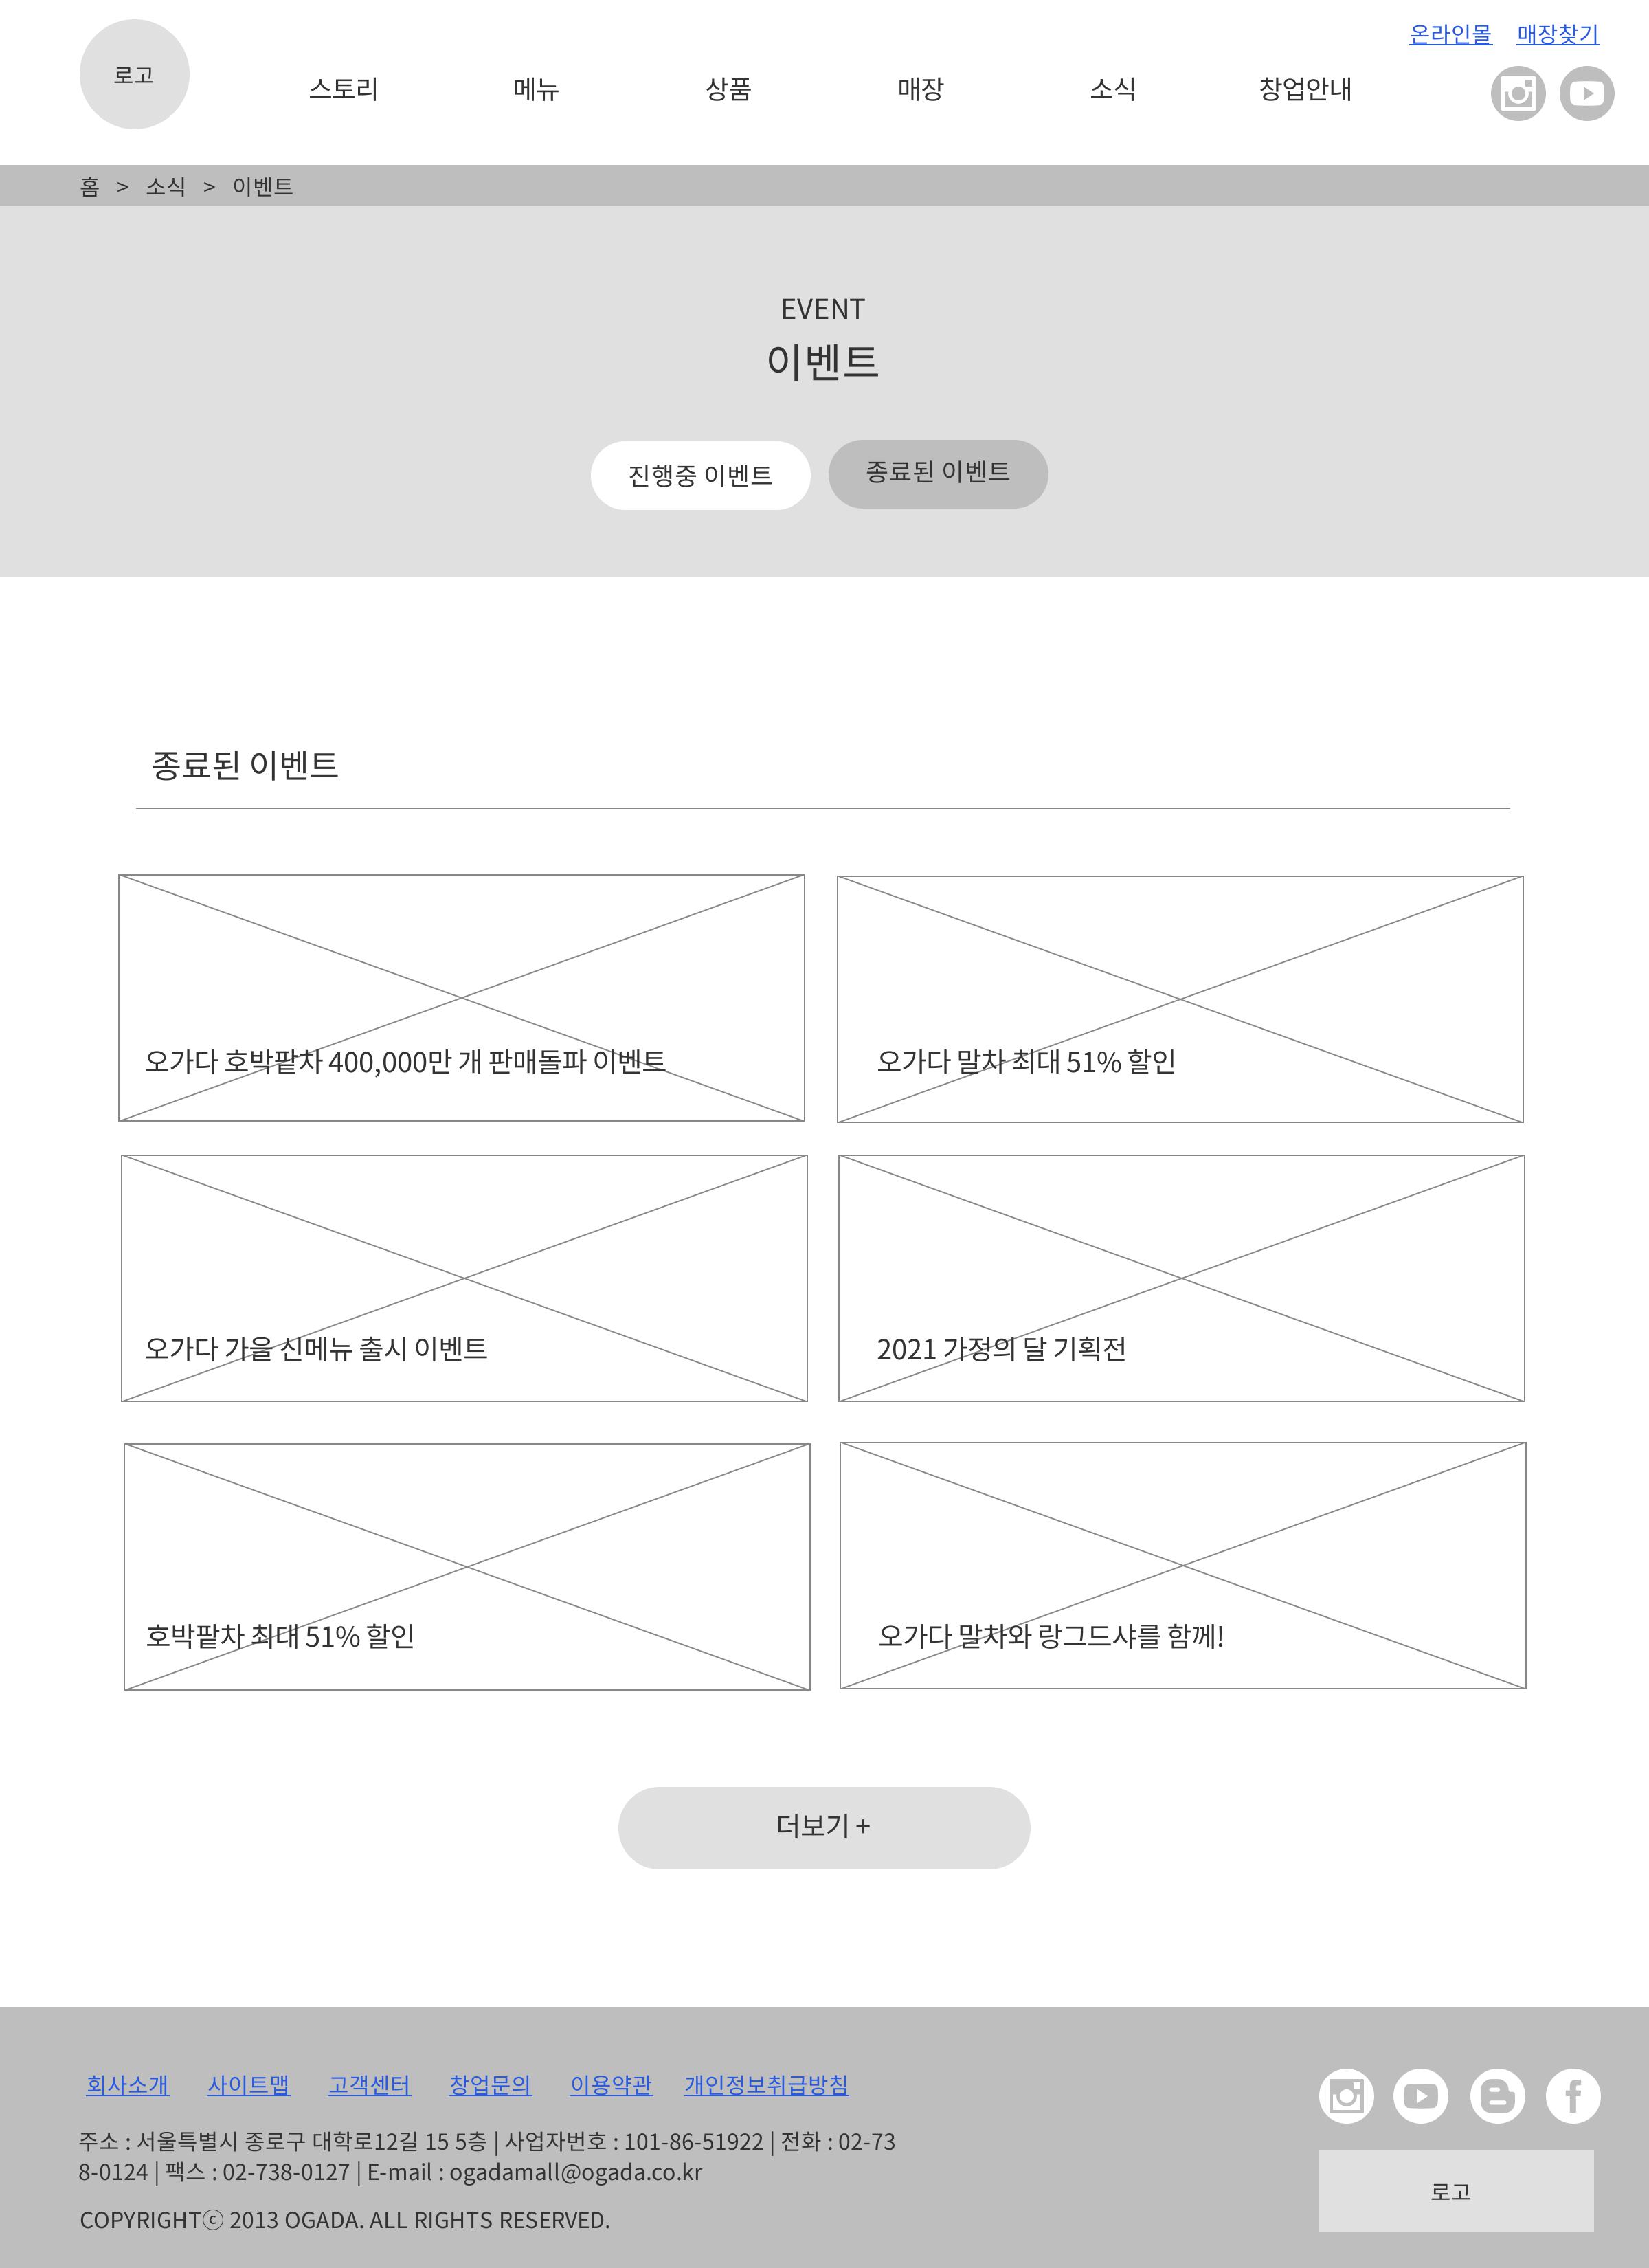 온라인몰 매장찾기
로고
스토리 메뉴 상품 매장 소식 창업안내
홈 > 소식 > 이벤트
EVENT
이벤트
진행중 이벤트 종료된 이벤트
종료된 이벤트
오가다 호박팥차 400,000만 개 판매돌파 이벤트
오가다 말차 최대 51% 할인
오가다 가을 신메뉴 출시 이벤트
2021 가정의 달 기획전
호박팥차 최대 51% 할인
오가다 말차와 랑그드샤를 함께!
더보기 +
회사소개 사이트맵 고객센터 창업문의 이용약관 개인정보취급방침
주소 : 서울특별시 종로구 대학로12길 15 5층 | 사업자번호 : 101-86-51922 | 전화 : 02-73
8-0124 | 팩스 : 02-738-0127 | E-mail : ogadamall@ogada.co.kr
COPYRIGHTⓒ 2013 OGADA. ALL RIGHTS RESERVED.
로고